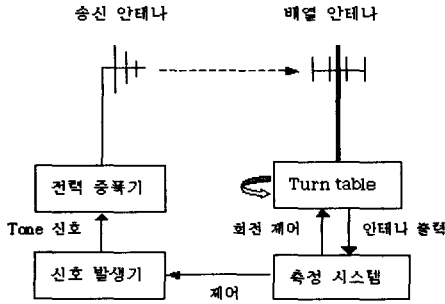 송신 안테나
배열 안테나
전력 증폭기
Turn table
Tone 신호
회전 제어
안테나 출력
신호 발생기
측정 시스템
제어